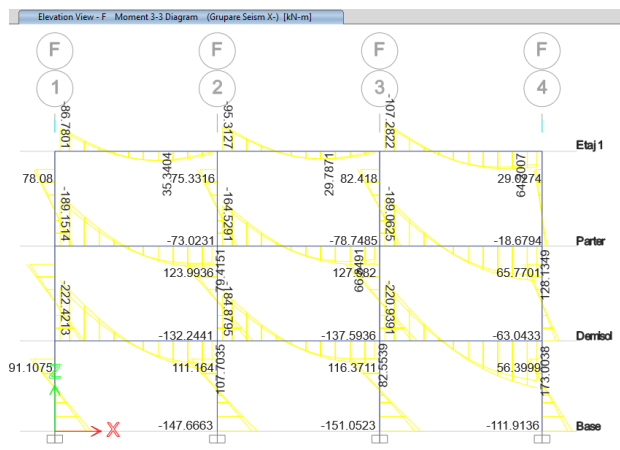 Elevation View - F Moment 3-3 Diagram (Grupare Seism X-) [kN-m]
F F F F
1 2 3 4
-86.7801 -95.3127 -107.2822
Etaj 1
35.3404 29.7871 64.2007
78.08 75.3316 82.418 29.0274
-189.1514 -164.5291 -189.0625
-73.0231 -78.7485 -18.6794 Parter
123.9936 65.7701
-222.4213 -184.8795 -220.9391 128.1349
-132.2441 -137.5936 -63.0433 Demisol
91.1075 111.164 116.3711 56.3999
107.7035 82.5539 173.0038
Z
X -147.6663 -151.0523 -111.9136 Base